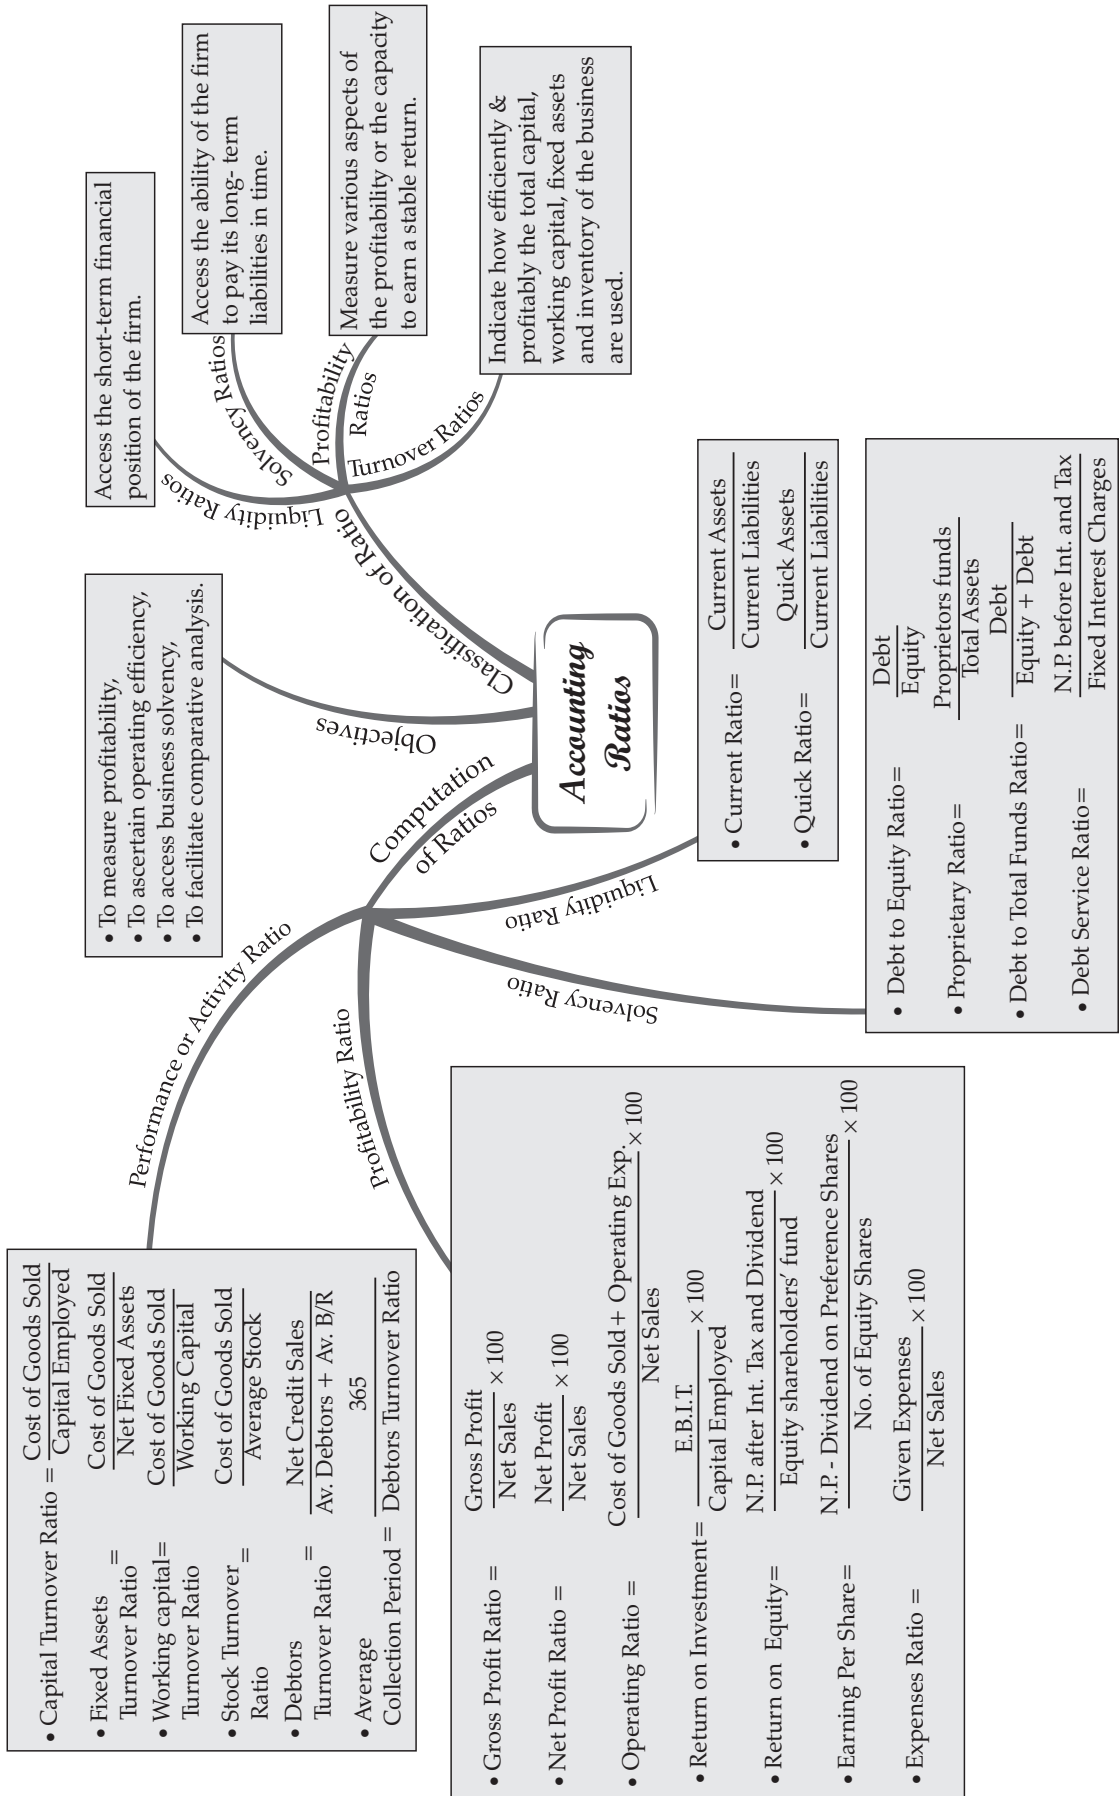 Accounting
Ratios
Classification of Ratio
Liquidity Ratios
Access the short-term financial
position of the firm.
Solvency Ratios
Access the ability of the firm
to pay its long- term
liabilities in time.
Profitability
Ratios
Measure various aspects of
the profitability or the capacity
to earn a stable return.
Turnover Ratios
Indicate how efficiently &
profitably the total capital,
working capital, fixed assets
and inventory of the business
are used.
Objectives
• To measure profitability,
• To ascertain operating efficiency,
• To access business solvency,
• To facilitate comparative analysis.
Computation
of Ratios
Performance or Activity Ratio
• Capital Turnover Ratio =
Cost of Goods Sold
Capital Employed
• Fixed Assets
Turnover Ratio =
Cost of Goods Sold
Net Fixed Assets
• Working capital=
Turnover Ratio
Cost of Goods Sold
Working Capital
• Stock Turnover =
Ratio
Cost of Goods Sold
Average Stock
• Debtors
Turnover Ratio =
Net Credit Sales
Av. Debtors + Av. B/R
• Average
Collection Period =
365
Debtors Turnover Ratio
Profitability Ratio
• Gross Profit Ratio =
Gross Profit
Net Sales
× 100
• Net Profit Ratio =
Net Profit
Net Sales
× 100
• Operating Ratio =
Cost of Goods Sold+ Operating Exp.
Net Sales
× 100
• Return on Investment=
E.B.I.T.
Capital Employed
× 100
• Return on Equity=
N.P. after Int. Tax and Dividend
Equity shareholders' fund
× 100
• Earning Per Share=
N.P. - Dividend on Preference Shares
No. of Equity Shares
× 100
• Expenses Ratio =
Given Expenses
Net Sales
× 100
Liquidity Ratio
• Current Ratio=
Current Assets
Current Liabilities
• Quick Ratio=
Quick Assets
Current Liabilities
Solvency Ratio
• Debt to Equity Ratio=
Debt
Equity
• Proprietary Ratio=
Proprietors funds
Total Assets
• Debt to Total Funds Ratio=
Debt
Equity + Debt
• Debt Service Ratio=
N.P. before Int. and Tax
Fixed Interest Charges